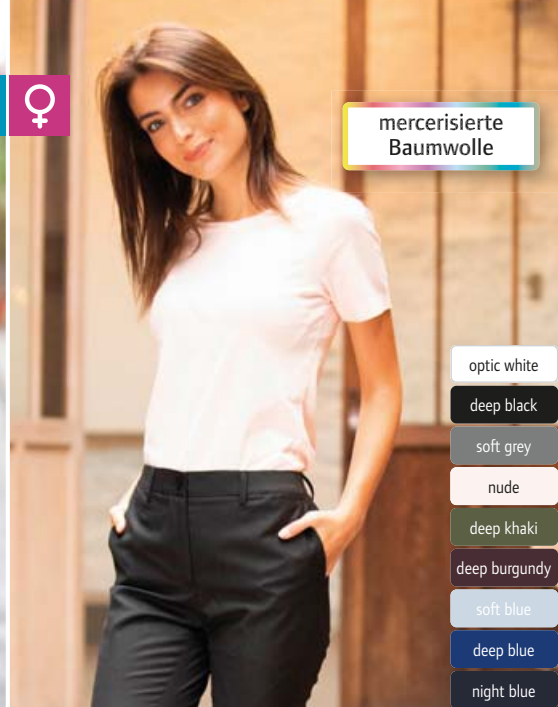 mercerisierte
Baumwolle
optic white
deep black
soft grey
nude
deep khaki
deep burgundy
soft blue
deep blue
night blue